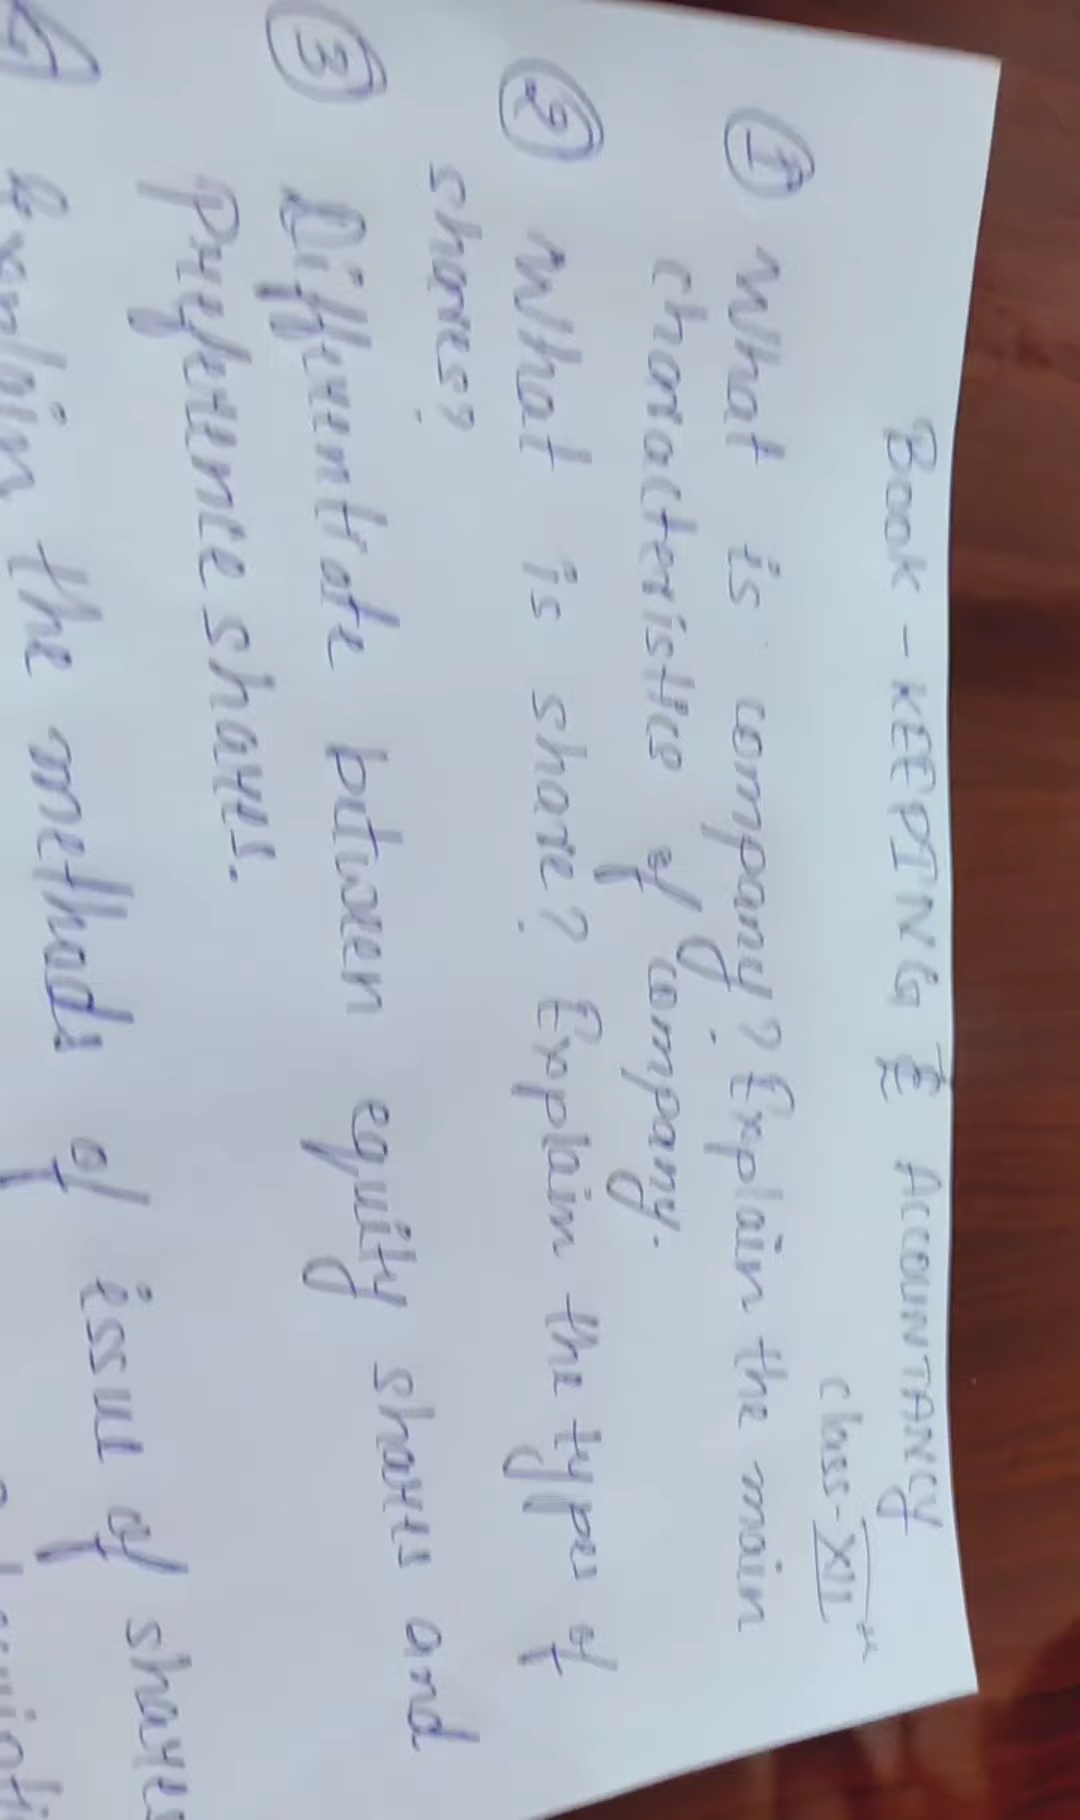 BOOK-KEEPING & ACCOUNTANCY
Class-XII
① What is company? Explain the main
characteristics of company.
② What is share? Explain the types of
shares?
③ Differentiate between equity shares and
Preference shares.
Explain the methods of issue of shares